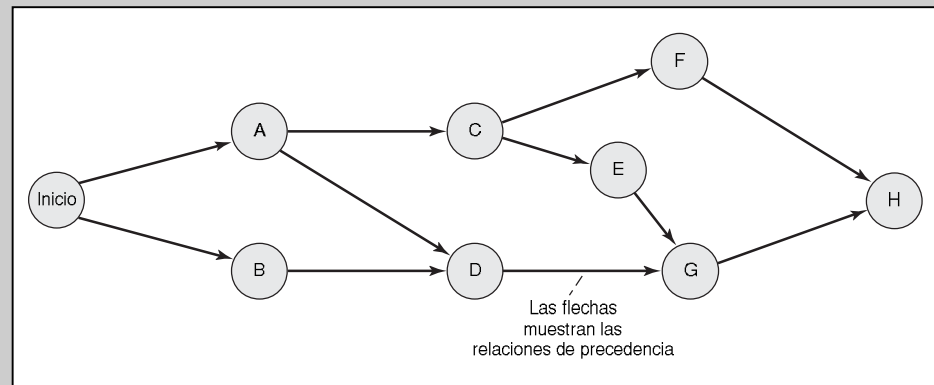 F
A
C
E
Inicio
H
B
D
G
Las flechas
muestran las
relaciones de precedencia